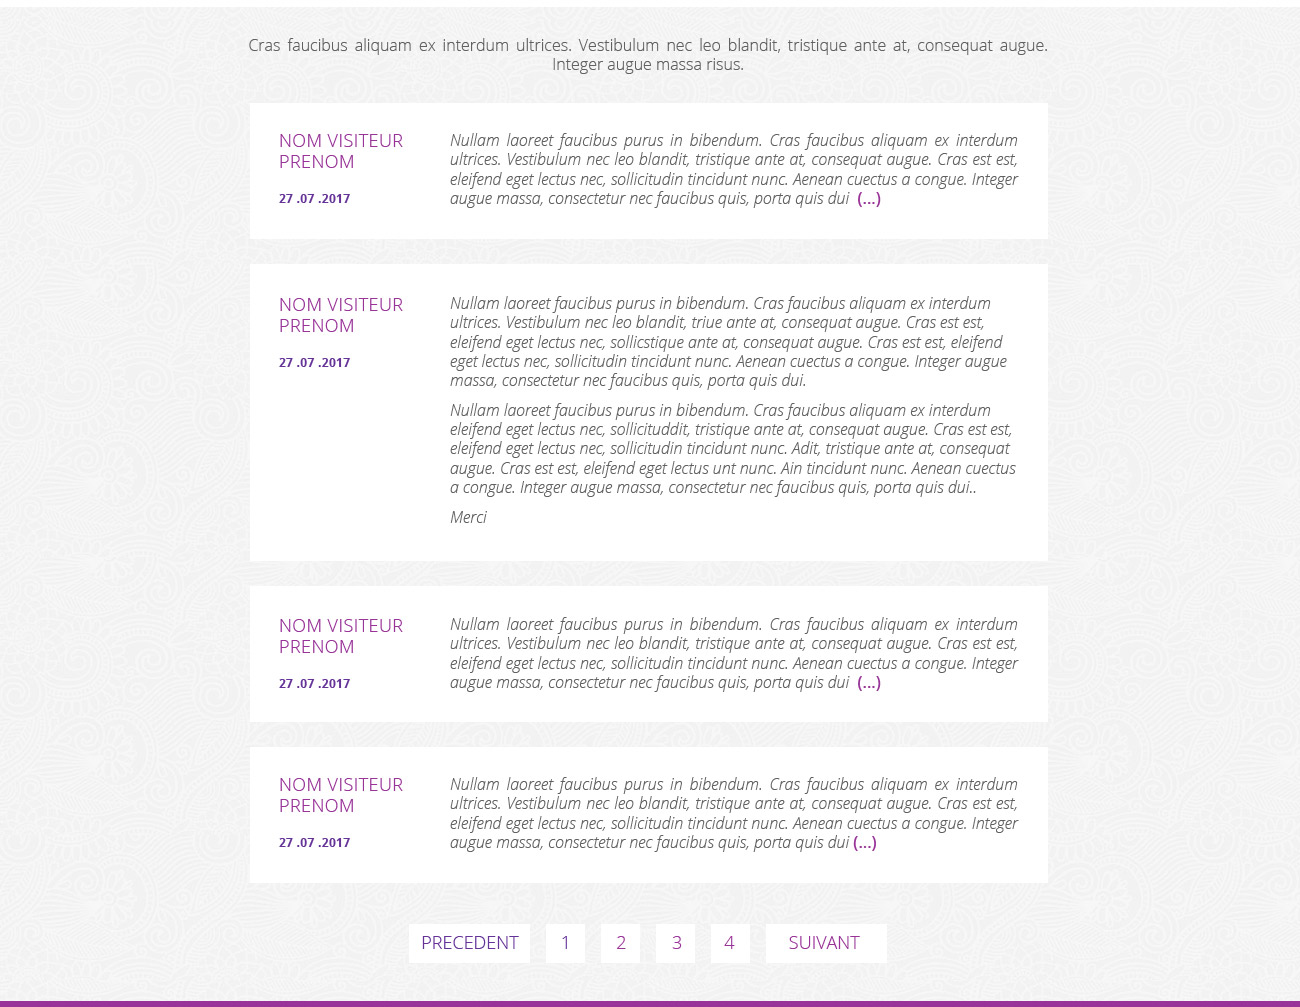 Cras faucibus aliquam ex interdum ultrices. Vestibulum nec leo blandit, tristique ante at, consequat augue.
Integer augue massa risus.
NOM VISITEUR
PRENOM
27 .07 .2017
Nullam laoreet faucibus purus in bibendum. Cras faucibus aliquam ex interdum
ultrices. Vestibulum nec leo blandit, tristique ante at, consequat augue. Cras est est,
eleifend eget lectus nec, sollicitudin tincidunt nunc. Aenean cuectus a congue. Integer
augue massa, consectetur nec faucibus quis, porta quis dui (...)
NOM VISITEUR
PRENOM
27 .07 .2017
Nullam laoreet faucibus purus in bibendum. Cras faucibus aliquam ex interdum
ultrices. Vestibulum nec leo blandit, triue ante at, consequat augue. Cras est est,
eleifend eget lectus nec, sollicstique ante at, consequat augue. Cras est est, eleifend
eget lectus nec, sollicitudin tincidunt nunc. Aenean cuectus a congue. Integer augue
massa, consectetur nec faucibus quis, porta quis dui.
Nullam laoreet faucibus purus in bibendum. Cras faucibus aliquam ex interdum
eleifend eget lectus nec, sollicituddit, tristique ante at, consequat augue. Cras est est,
eleifend eget lectus nec, sollicitudin tincidunt nunc. Adit, tristique ante at, consequat
augue. Cras est est, eleifend eget lectus unt nunc. Ain tincidunt nunc. Aenean cuectus
a congue. Integer augue massa, consectetur nec faucibus quis, porta quis dui..
Merci
NOM VISITEUR
PRENOM
27 .07 .2017
Nullam laoreet faucibus purus in bibendum. Cras faucibus aliquam ex interdum
ultrices. Vestibulum nec leo blandit, tristique ante at, consequat augue. Cras est est,
eleifend eget lectus nec, sollicitudin tincidunt nunc. Aenean cuectus a congue. Integer
augue massa, consectetur nec faucibus quis, porta quis dui (...)
NOM VISITEUR
PRENOM
27 .07 .2017
Nullam laoreet faucibus purus in bibendum. Cras faucibus aliquam ex interdum
ultrices. Vestibulum nec leo blandit, tristique ante at, consequat augue. Cras est est,
eleifend eget lectus nec, sollicitudin tincidunt nunc. Aenean cuectus a congue. Integer
augue massa, consectetur nec faucibus quis, porta quis dui (...)
PRECEDENT 1 2 3 4 SUIVANT